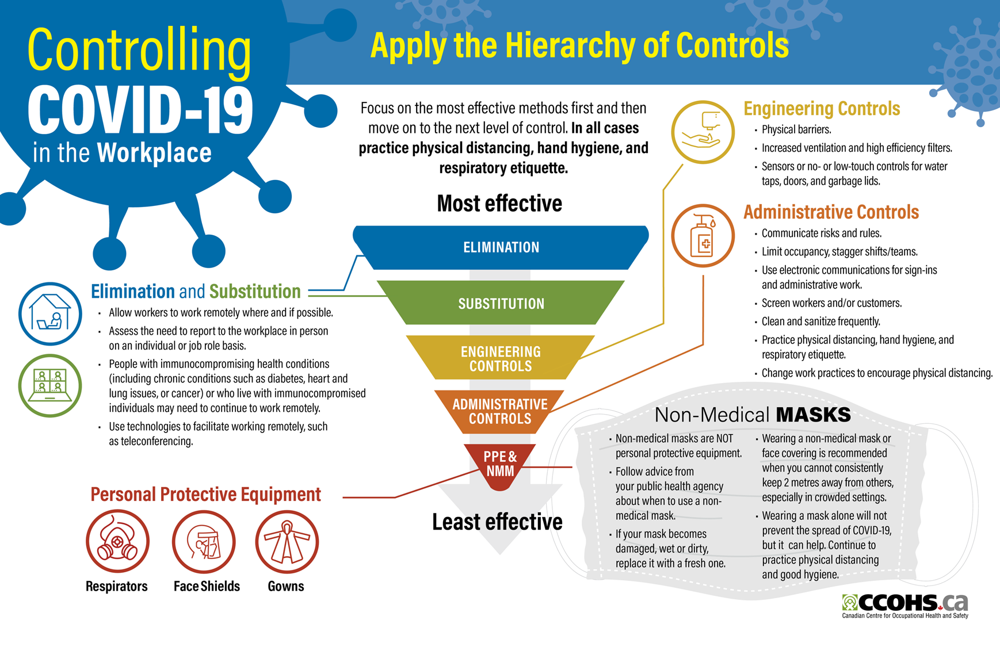 Controlling
COVID-19
in the Workplace
Apply the Hierarchy of Controls
Focus on the most effective methods first and then
move on to the next level of control. In all cases
practice physical distancing, hand hygiene, and
respiratory etiquette.
Most effective
ELIMINATION
SUBSTITUTION
ENGINEERING
CONTROLS
ADMINISTRATIVE
CONTROLS
PPE &
NMM
Least effective
Elimination and Substitution
· Allow workers to work remotely where and if possible.
· Assess the need to report to the workplace in person
on an individual or job role basis.
· People with immunocompromising health conditions
(including chronic conditions such as diabetes, heart and
lung issues, or cancer) or who live with immunocompromised
individuals may need to continue to work remotely.
· Use technologies to facilitate working remotely, such
as teleconferencing.
Personal Protective Equipment
Respirators
Face Shields
Gowns
Engineering Controls
· Physical barriers.
· Increased ventilation and high efficiency filters.
· Sensors or no- or low-touch controls for water
taps, doors, and garbage lids.
Administrative Controls
· Communicate risks and rules.
· Limit occupancy, stagger shifts/teams.
· Use electronic communications for sign-ins
and administrative work.
· Screen workers and/or customers.
· Clean and sanitize frequently.
· Practice physical distancing, hand hygiene, and
respiratory etiquette.
· Change work practices to encourage physical distancing.
Non-Medical MASKS
· Non-medical masks are NOT
personal protective equipment.
· Follow advice from
your public health agency
about when to use a non-
medical mask.
· If your mask becomes
damaged, wet or dirty,
replace it with a fresh one.
· Wearing a non-medical mask or
face covering is recommended
when you cannot consistently
keep 2 metres away from others,
especially in crowded settings.
· Wearing a mask alone will not
prevent the spread of COVID-19,
but it can help. Continue to
practice physical distancing
and good hygiene.
CCOHS.ca
Canadian Centre for Occupational Health and Safety